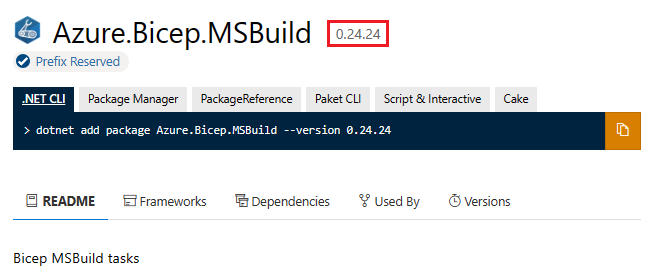 Azure.Bicep.MSBuild 0.24.24
Prefix Reserved
.NET CLI Package Manager PackageReference Paket CLI Script & Interactive Cake
> dotnet add package Azure.Bicep.MSBuild --version 0.24.24
README Frameworks Dependencies Used By Versions
Bicep MSBuild tasks